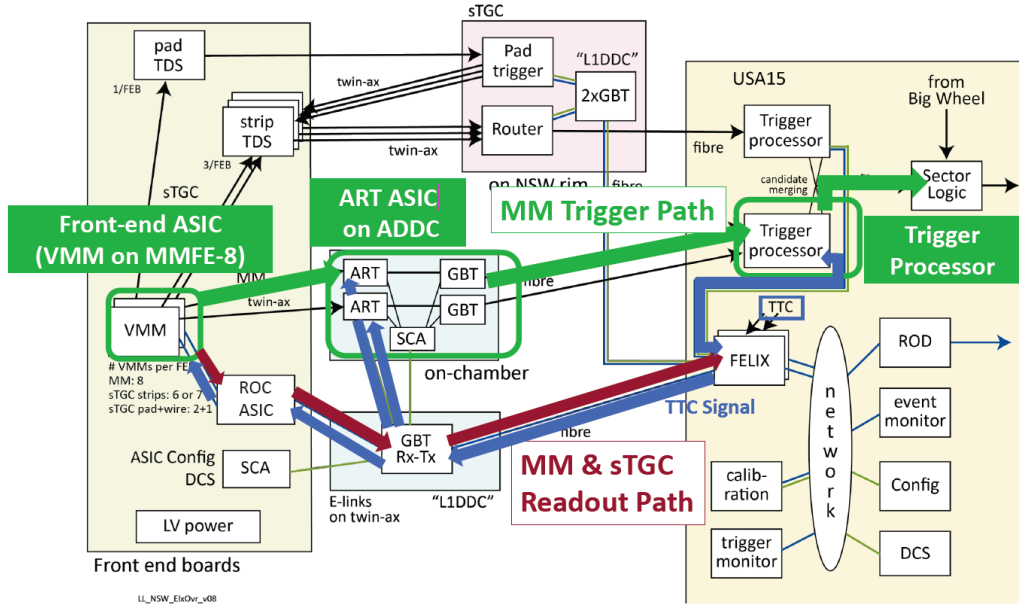 sTGC
pad
TDS
1/FEB
twin-ax
Pad
trigger
"L1DDC"
2xGBT
strip
TDS
3/FEB
Router
twin-ax
on NSW rim
fibre
fibre
USA15
Trigger
processor
from
Big Wheel
candidate
merging
Sector
Logic
sTGC
Front-end ASIC
(VMM on MMFE-8)
ART ASIC
on ADDC
MM Trigger Path
Trigger
processor
Trigger
Processor
MM
twin-ax
VMM
ART
GBT
ART
GBT
SCA
fibre
on-chamber
# VMMs per FE
MM: 8
sTGC strips: 6 or 7
sTGC pad+wire: 2+1
ROC
ASIC
TTC
FELIX
TTC Signal
ROD
event
monitor
network
calib-
ration
Config
trigger
monitor
DCS
GBT
Rx-Tx
fibre
MM & sTGC
Readout Path
ASIC Config
DCS
SCA
E-links
on twin-ax
"L1DDC"
LV power
Front end boards
LL_NSW_ElxOvr_v08